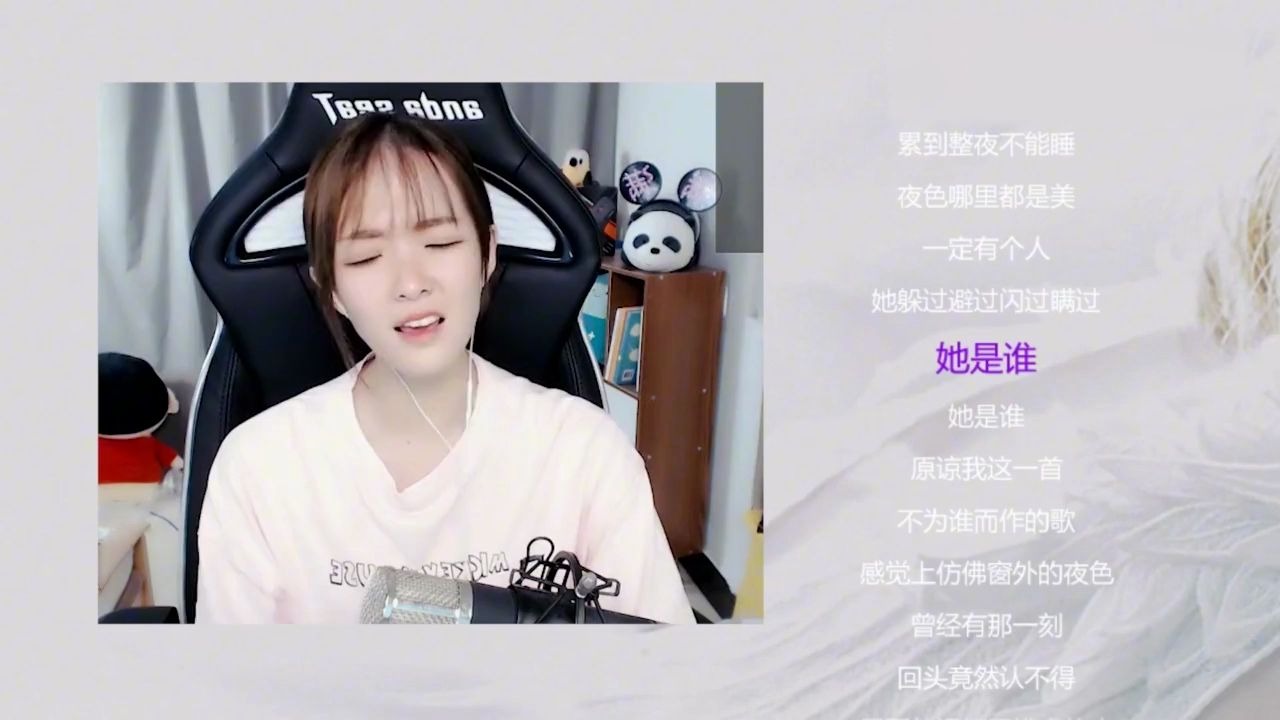 anda seaT
WICKER HOUSE
累到整夜不能睡
夜色哪里都是美
一定有个人
她躲过避过闪过瞒过
她是谁
她是谁
原谅我这一首
不为谁而作的歌
感觉上仿佛窗外的夜色
曾经有那一刻
回头竟然认不得